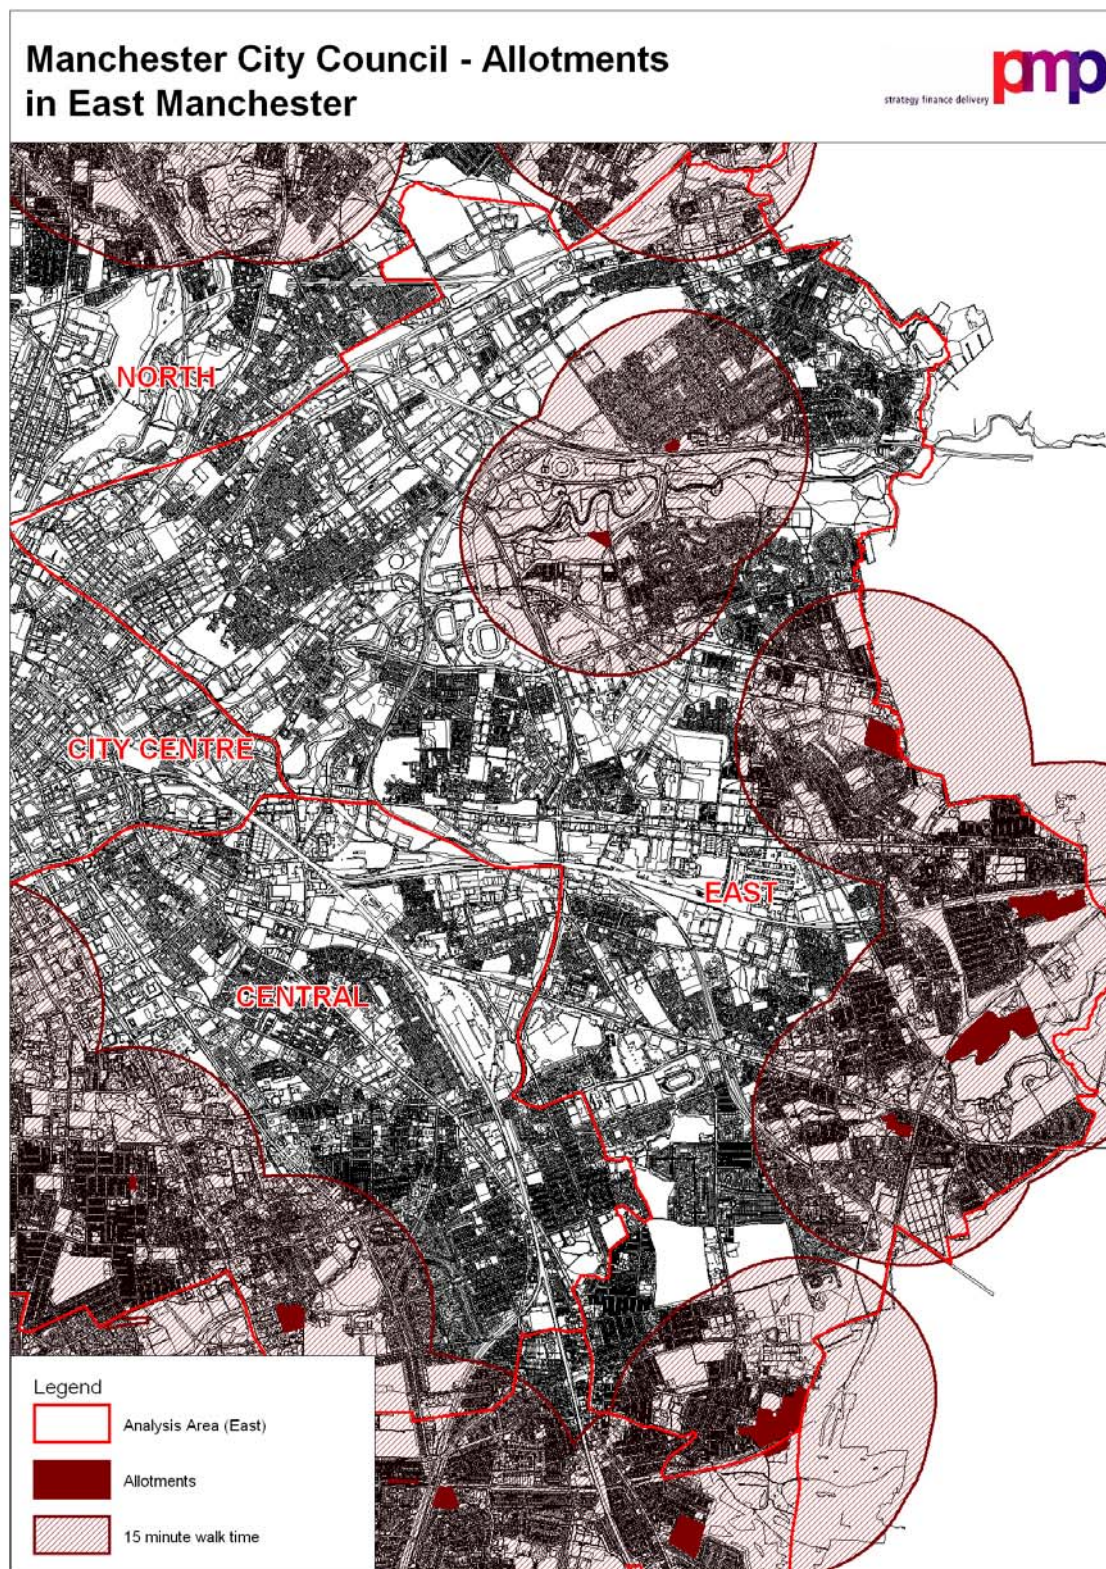 Manchester City Council - Allotments
in East Manchester
strategy finance delivery pmp
NORTH
CITY CENTRE
EAST
CENTRAL
Legend
Analysis Area (East)
Allotments
15 minute walk time